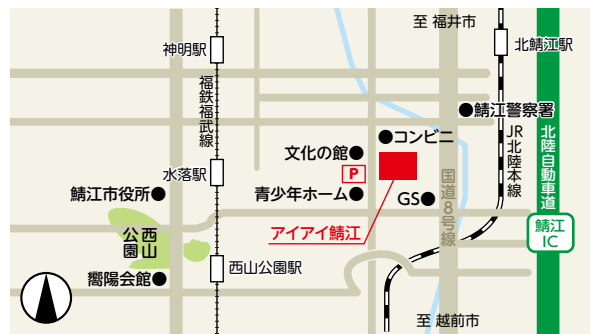 至 福井市
神明駅
北鯖江駅
福鉄福武線
鯖江警察署
コンビニ
文化の館
P
JR北陸本線
北陸自動車道
水落駅
国道8号線
鯖江市役所
青少年ホーム
GS
アイアイ鯖江
鯖江
IC
西山
公園
西山公園駅
嚮陽会館
至 越前市